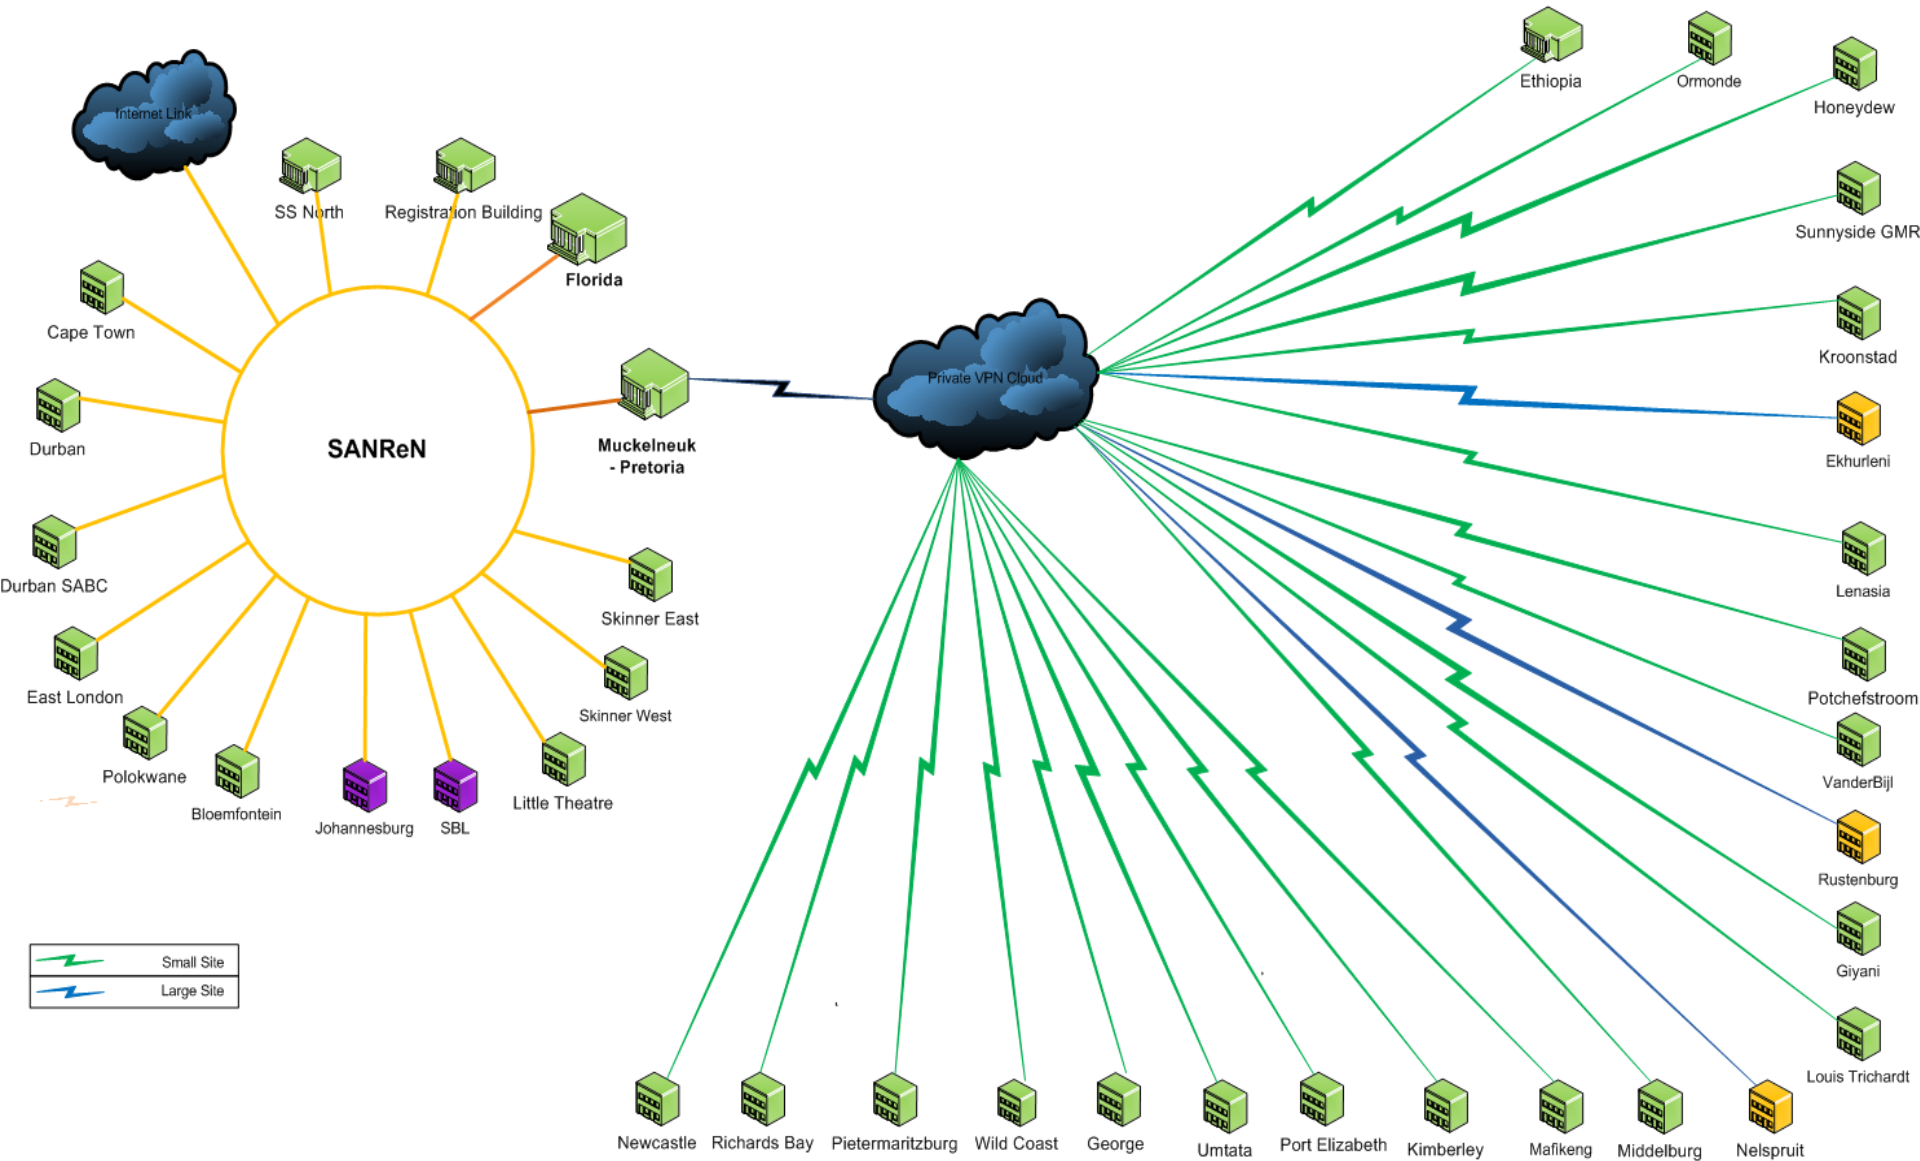 Internet Link
SS North
Registration Building
Florida
Cape Town
Durban
SANReN
Muckelneuk
- Pretoria
Durban SABC
East London
Polokwane
Bloemfontein
Johannesburg
SBL
Little Theatre
Skinner West
Skinner East
Private VPN Cloud
Ethiopia
Ormonde
Honeydew
Sunnyside GMR
Kroonstad
Ekhurleni
Lenasia
Potchefstroom
VanderBijl
Rustenburg
Giyani
Louis Trichardt
Newcastle
Richards Bay
Pietermaritzburg
Wild Coast
George
Umtata
Port Elizabeth
Kimberley
Mafikeng
Middelburg
Nelspruit
Small Site
Large Site